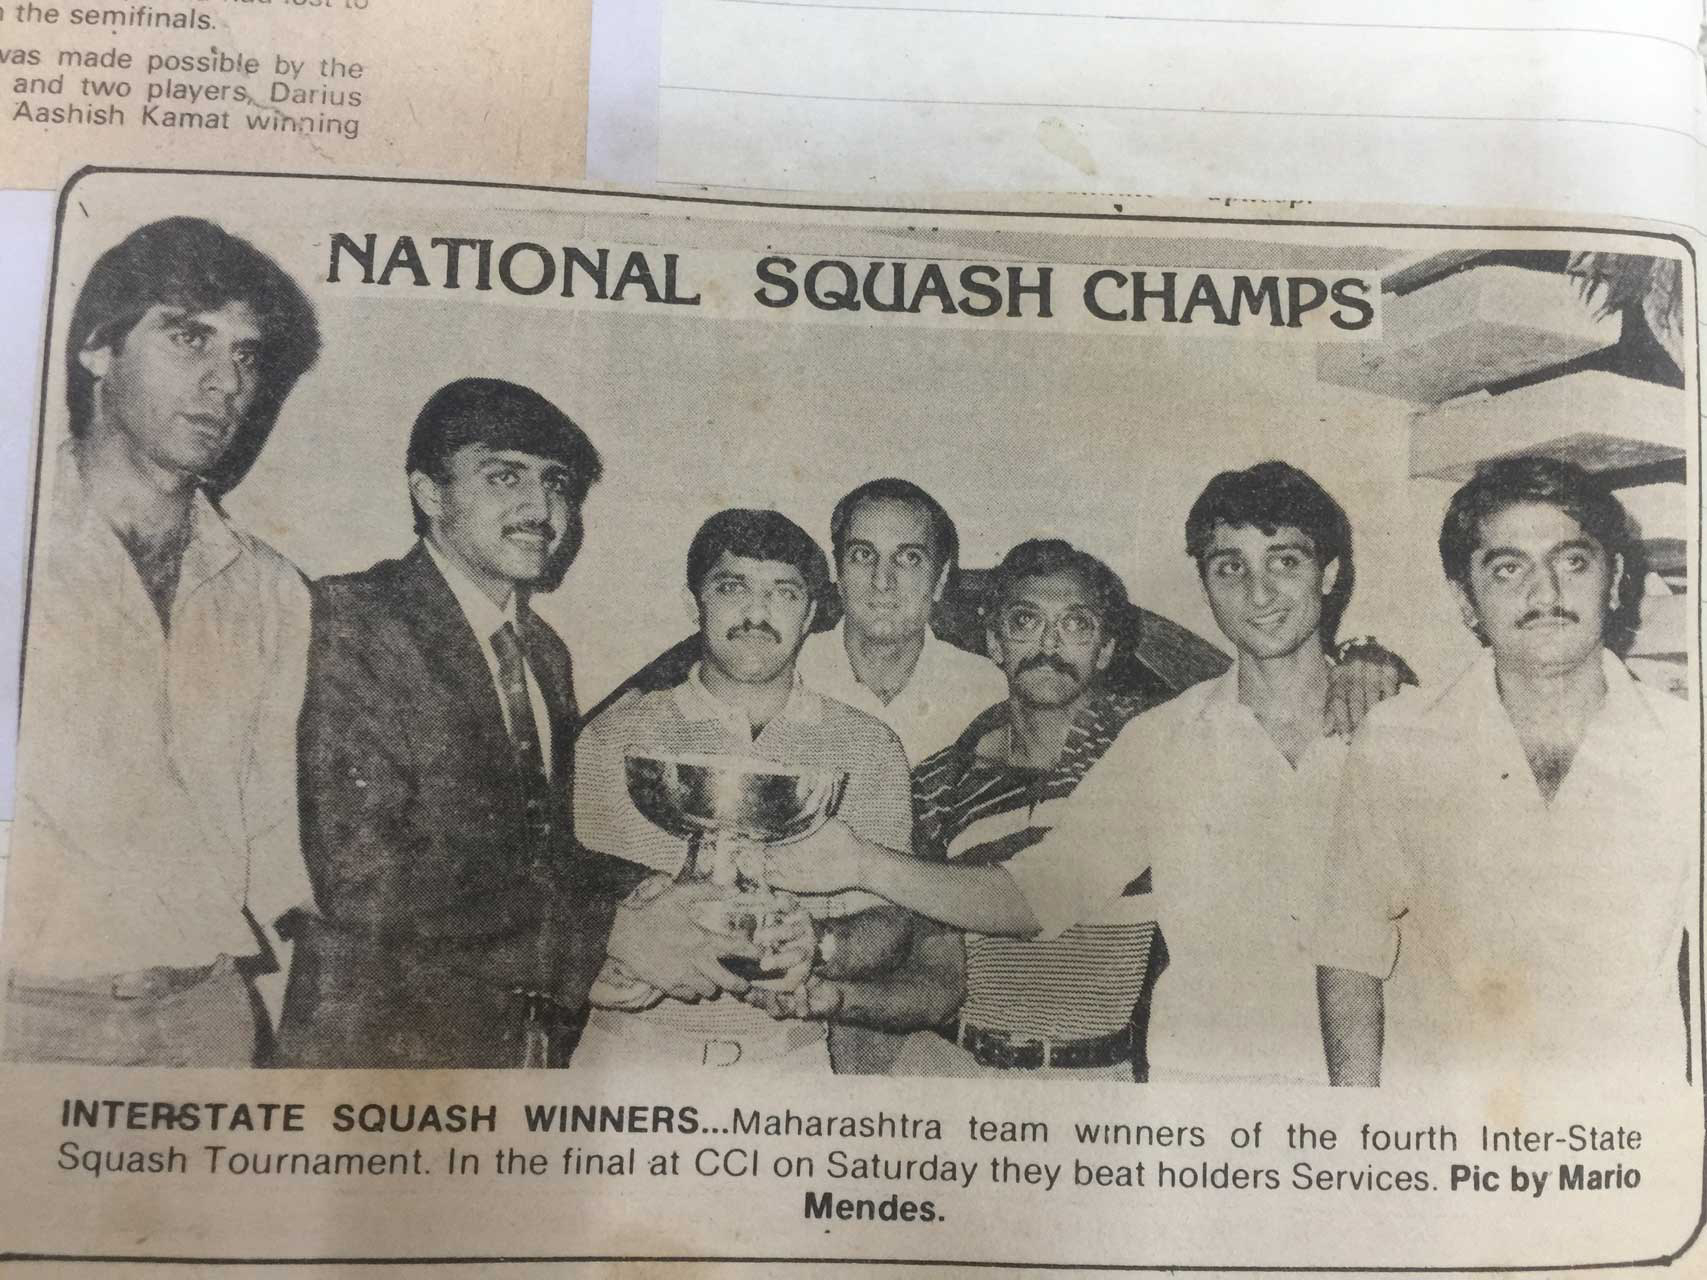 the semifinals.
was made possible by the
and two players, Darius
Aashish Kamat winning
NATIONAL SQUASH CHAMPS
INTERSTATE SQUASH WINNERS...Maharashtra team winners of the fourth Inter-State
Squash Tournament. In the final at CCI on Saturday they beat holders Services. Pic by Mario
Mendes.